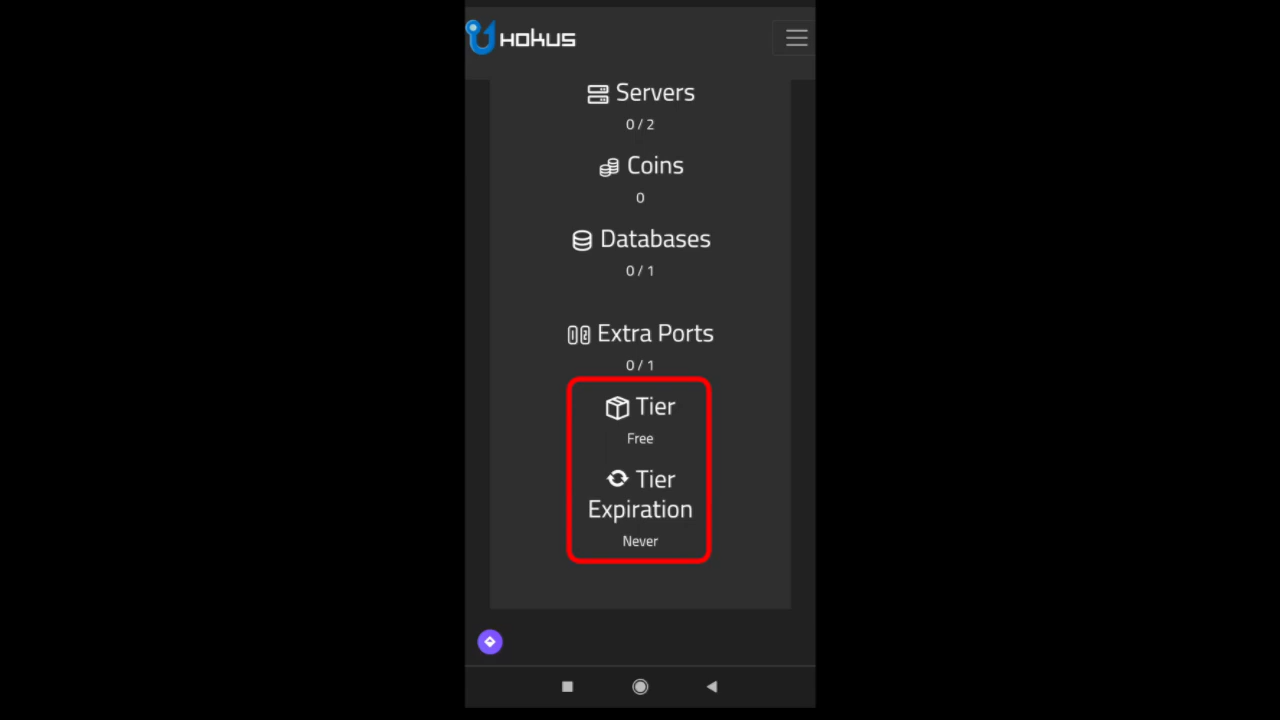 HOKUS
Servers
0 / 2
Coins
0
Databases
0 / 1
Extra Ports
0 / 1
Tier
Free
Tier
Expiration
Never